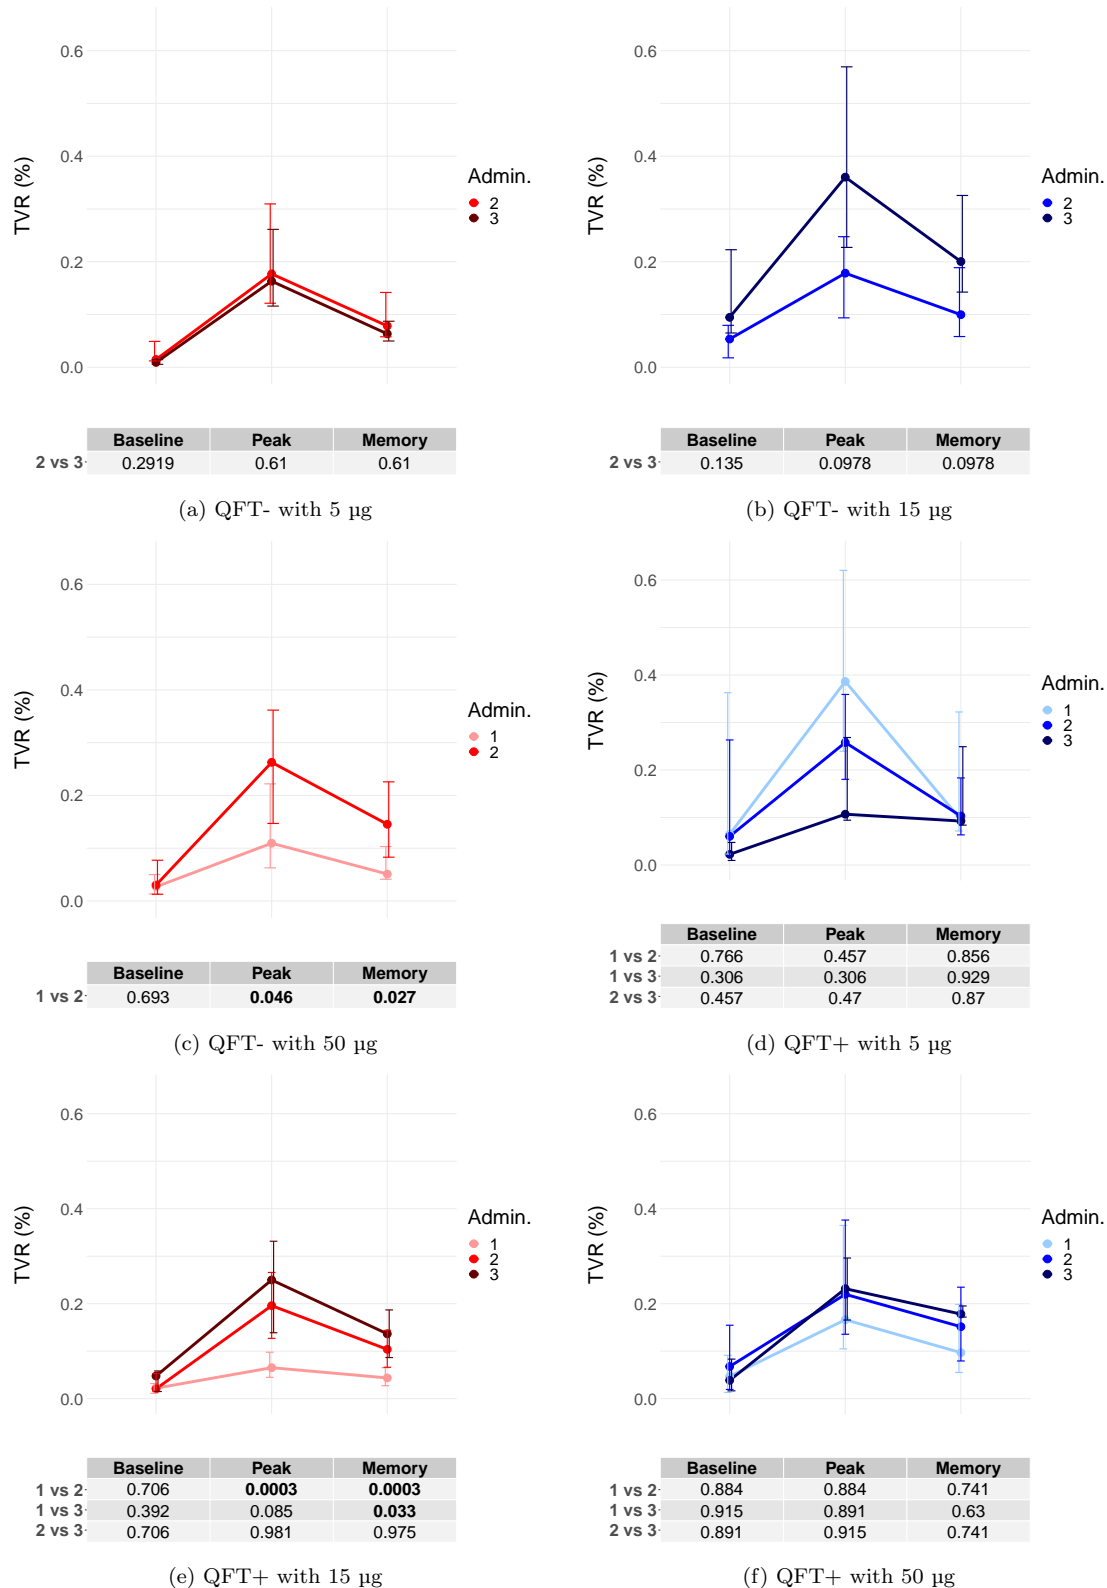 0.6
0.4
0.2
0.0
TVR (%)
Admin.
2
3
Baseline Peak Memory
2 vs 3 0.2919 0.61 0.61
(a) QFT- with 5 µg
0.6
0.4
0.2
0.0
TVR (%)
Admin.
2
3
Baseline Peak Memory
2 vs 3 0.135 0.0978 0.0978
(b) QFT- with 15 µg
0.6
0.4
0.2
0.0
TVR (%)
Admin.
1
2
Baseline Peak Memory
1 vs 2 0.693 0.046 0.027
(c) QFT- with 50 µg
0.6
0.4
0.2
0.0
TVR (%)
Admin.
1
2
3
Baseline Peak Memory
1 vs 2 0.766 0.457 0.856
1 vs 3 0.306 0.306 0.929
2 vs 3 0.457 0.47 0.87
(d) QFT+ with 5 µg
0.6
0.4
0.2
0.0
TVR (%)
Admin.
1
2
3
Baseline Peak Memory
1 vs 2 0.706 0.0003 0.0003
1 vs 3 0.392 0.085 0.033
2 vs 3 0.706 0.981 0.975
(e) QFT+ with 15 µg
0.6
0.4
0.2
0.0
TVR (%)
Admin.
1
2
3
Baseline Peak Memory
1 vs 2 0.884 0.884 0.741
1 vs 3 0.915 0.891 0.63
2 vs 3 0.891 0.915 0.741
(f) QFT+ with 50 µg